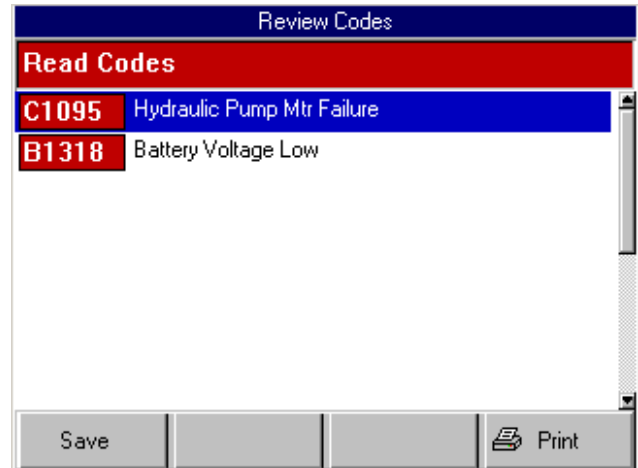 Review Codes
Read Codes
C1095 Hydraulic Pump Mtr Failure
B1318 Battery Voltage Low
Save Print